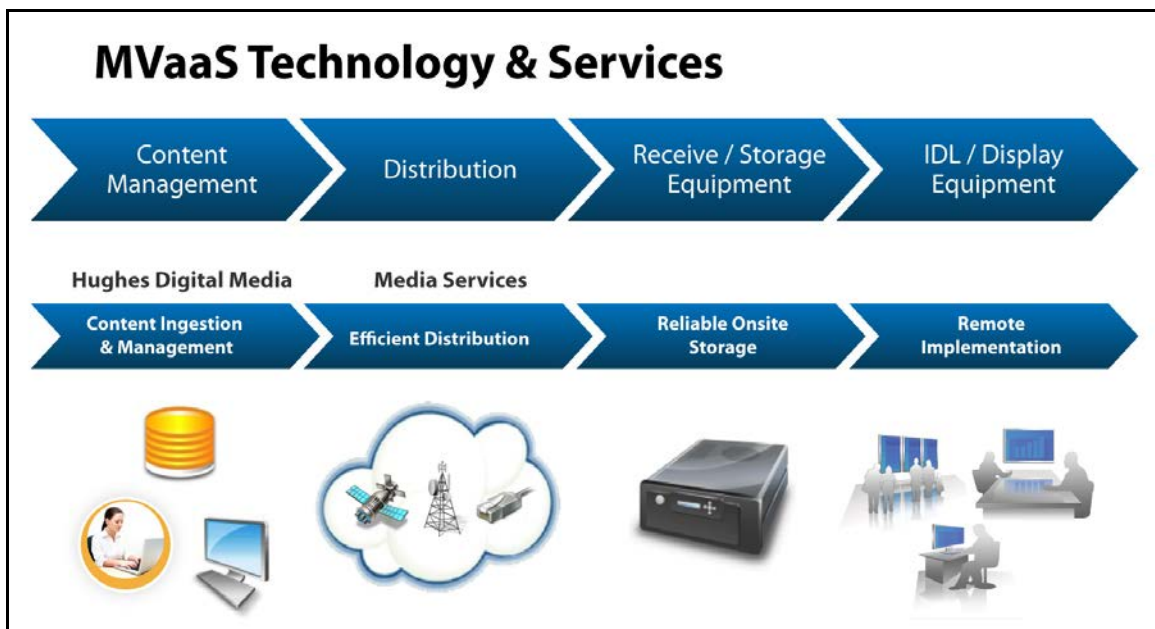 MVaaS Technology & Services
Content
Management
Distribution
Receive / Storage
Equipment
IDL / Display
Equipment
Hughes Digital Media
Media Services
Content Ingestion
& Management
Efficient Distribution
Reliable Onsite
Storage
Remote
Implementation